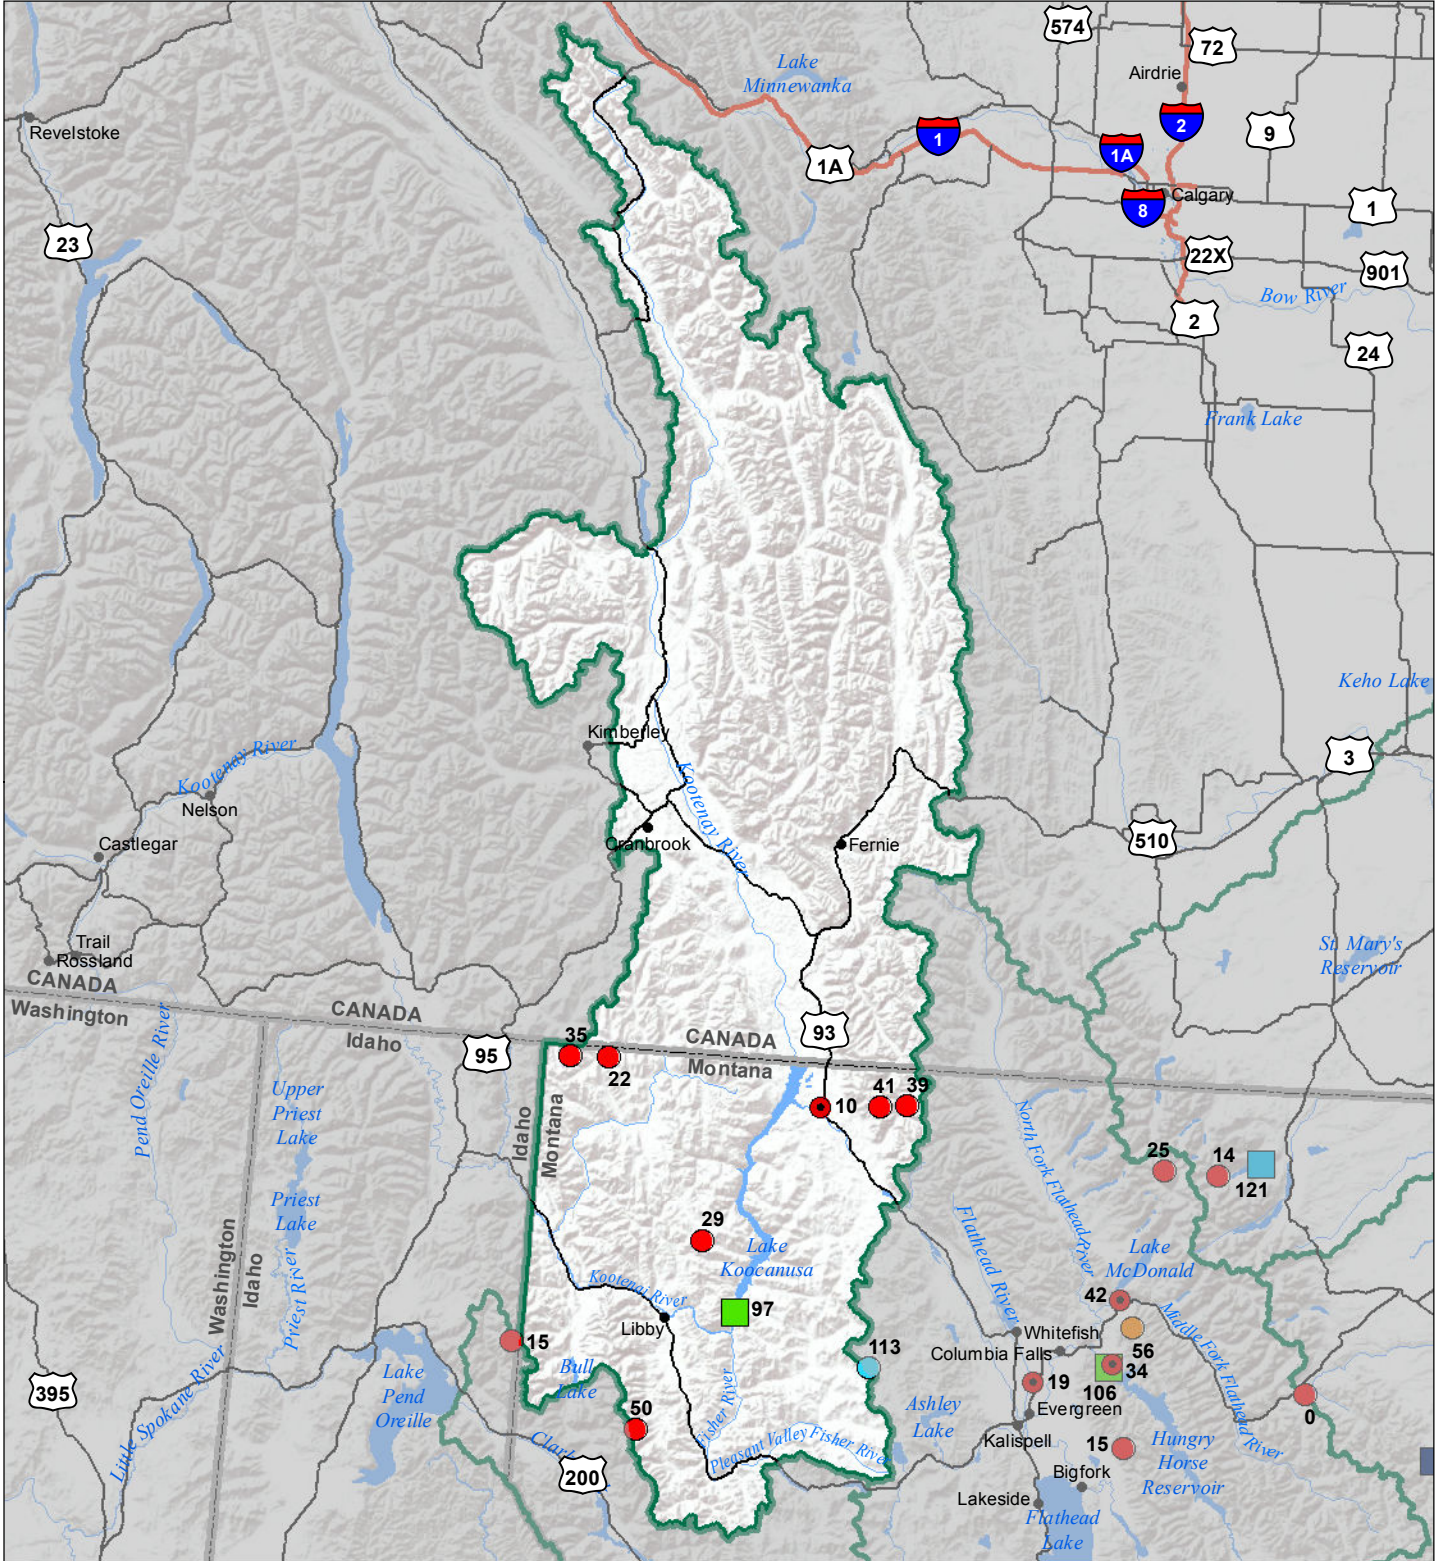 574
72
Airdrie
Lake
Minnewanka
Revelstoke
2
9
1
1A
1A
Calgary
8
1
23
22X
901
Bow River
2
24
Frank Lake
Keho Lake
Kimberley
Kootenay River
3
Kootenay River
Nelson
510
Castlegar
Cranbrook
Fernie
Trail
Rossland
St. Mary's
Reservoir
CANADA
Washington
CANADA
Idaho
95
35
22
CANADA
Montana
93
Pend Oreille River
Upper
Priest
Lake
Idaho
Montana
10
41
39
North Fork Flathead River
25
14
121
Priest
Lake
Washington
Idaho
Priest River
29
Lake
Koocanusa
Flathead River
Lake
McDonald
Kootenai River
97
Libby
42
Middle Fork Flathead River
Whitefish
Columbia Falls
56
34
106
15
113
Bull
Lake
Lake
Pend
Oreille
395
Little Spokane River
19
Evergreen
0
50
Fisher River
Ashley
Lake
Kalispell
15
Hungry
Horse
Reservoir
Clark
Pleasant Valley Fisher River
200
Bigfork
Lakeside
Flathead
Lake